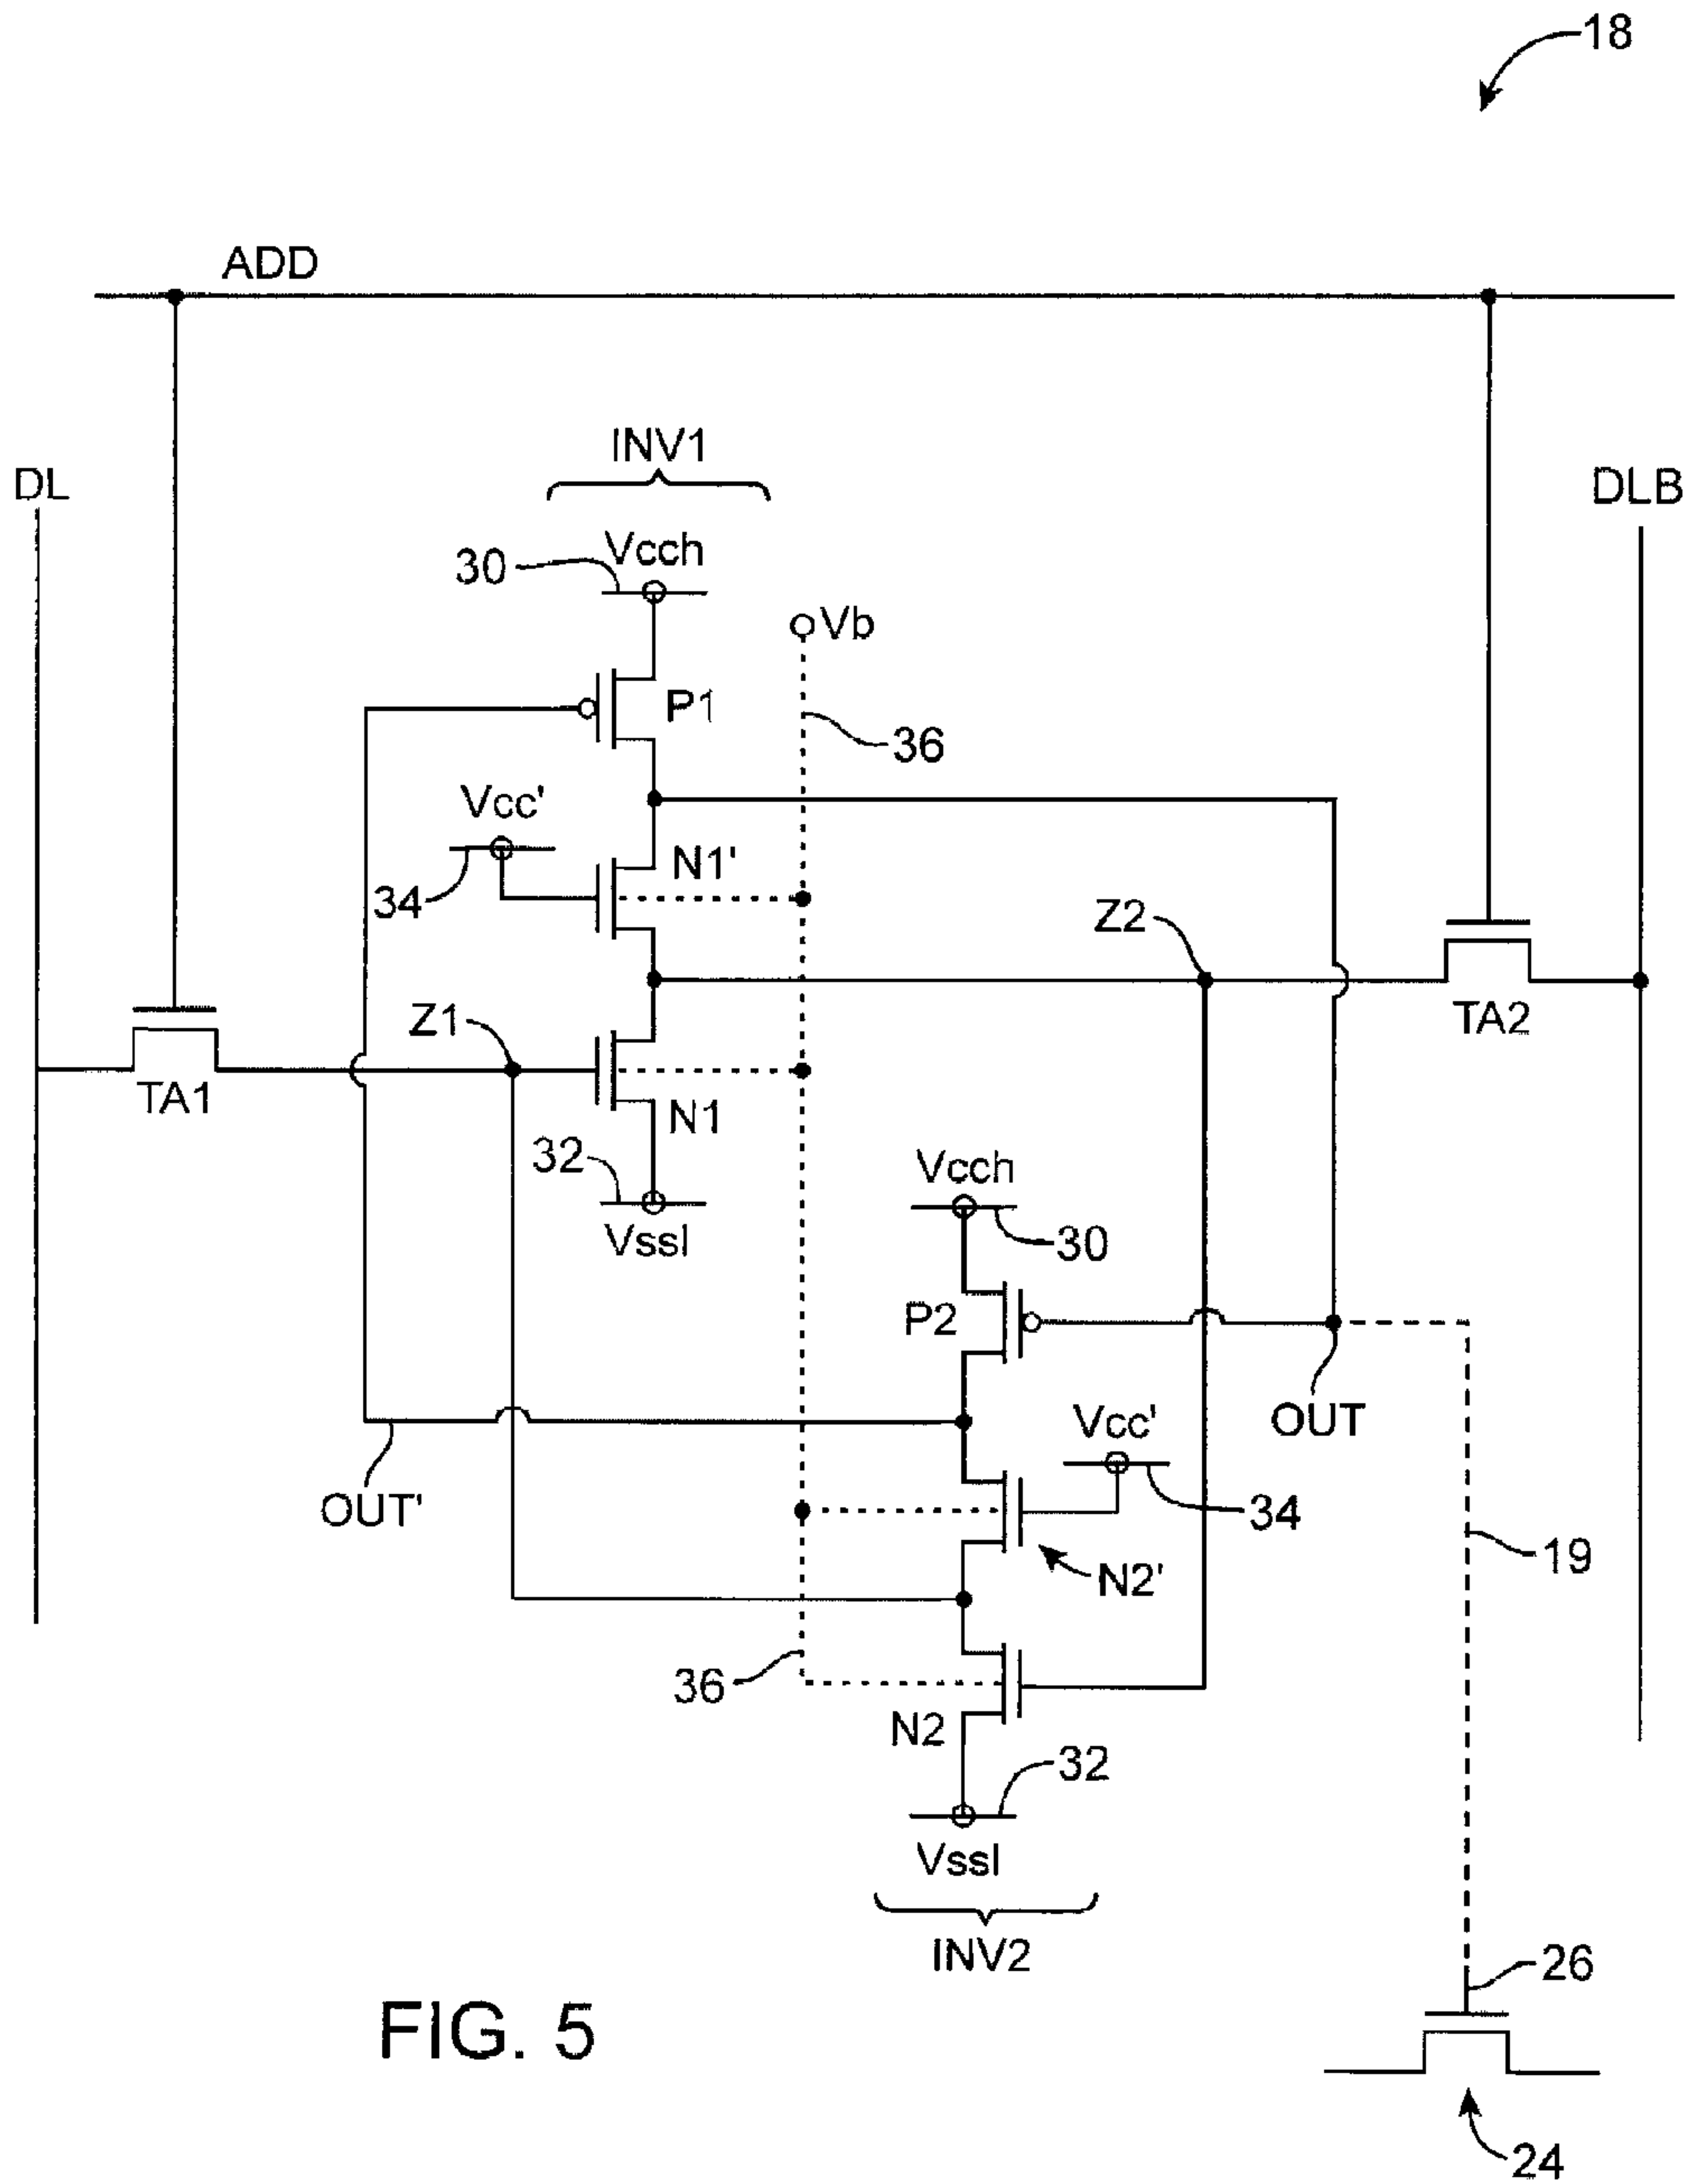 18
ADD
INV1
DL
DLB
30
Vcch
Vb
P1
36
Vcc'
34
N1'
Z2
Z1
TA2
TA1
N1
32
Vssl
Vcch
30
P2
OUT
Vcc'
OUT'
34
N2'
19
36
N2
32
Vssl
INV2
26
FIG. 5
24